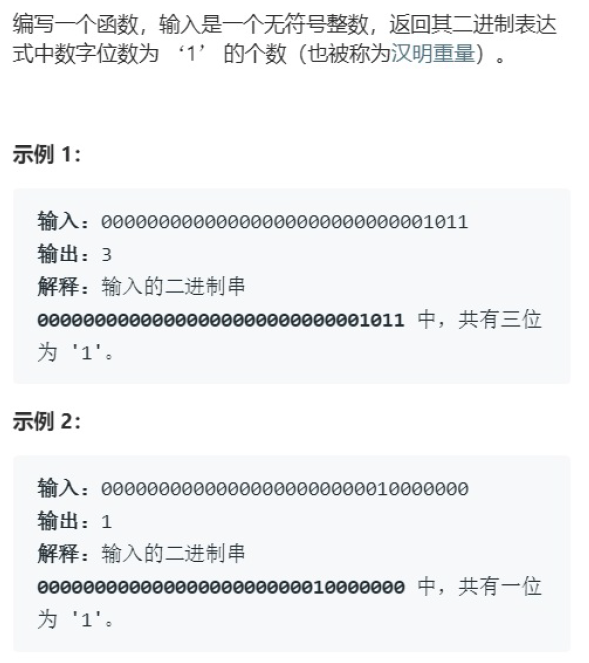 编写一个函数，输入是一个无符号整数，返回其二进制表达
式中数字位数为 ‘1’ 的个数（也被称为汉明重量）。
示例 1：
输入：00000000000000000000000000001011
输出：3
解释：输入的二进制串
00000000000000000000000000001011 中，共有三位
为 '1'。
示例 2：
输入：00000000000000000000000010000000
输出：1
解释：输入的二进制串
00000000000000000000000010000000 中，共有一位
为 '1'。